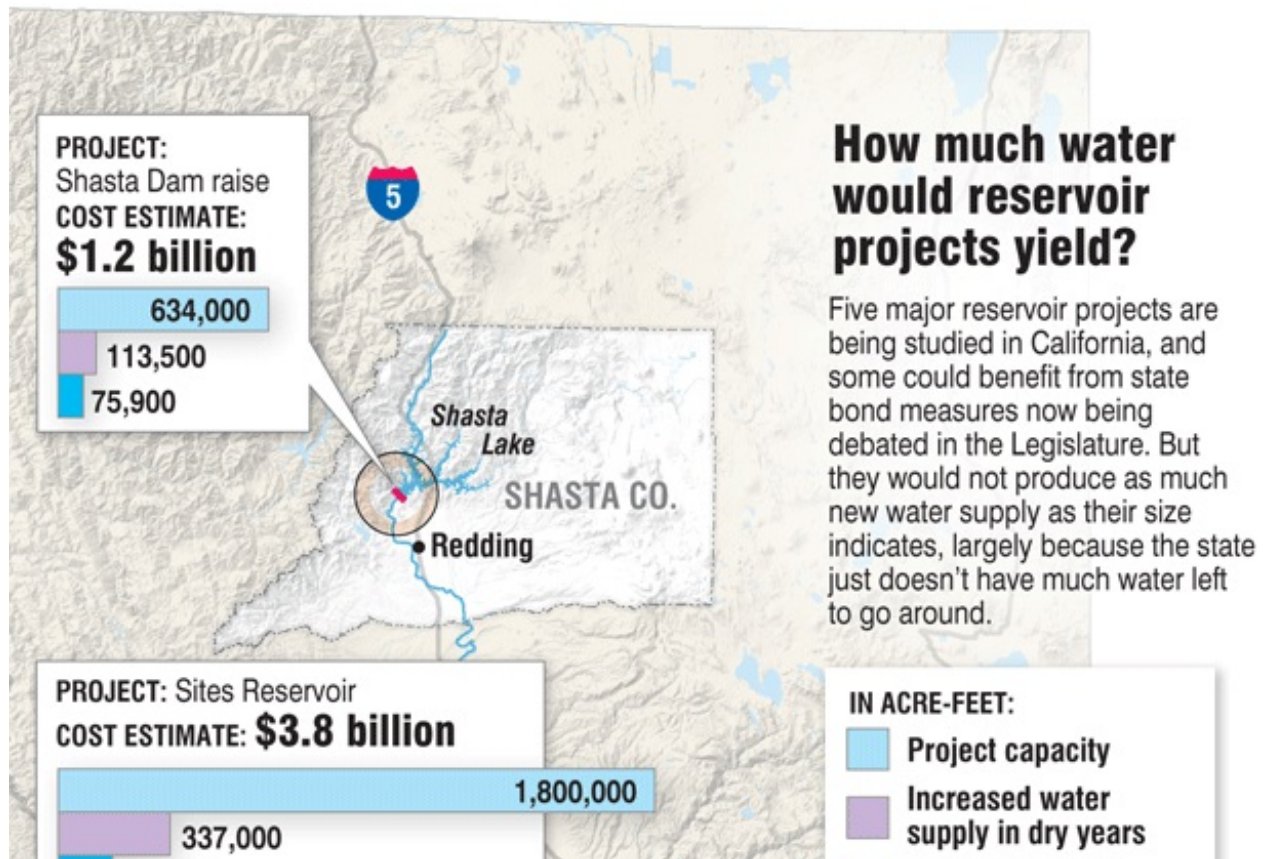 How much water
would reservoir
projects yield?
Five major reservoir projects are
being studied in California, and
some could benefit from state
bond measures now being
debated in the Legislature. But
they would not produce as much
new water supply as their size
indicates, largely because the state
just doesn't have much water left
to go around.
PROJECT:
Shasta Dam raise
COST ESTIMATE:
$1.2 billion
634,000
113,500
75,900
5
Shasta
Lake
SHASTA CO.
Redding
PROJECT: Sites Reservoir
COST ESTIMATE: $3.8 billion
1,800,000
337,000
IN ACRE-FEET:
Project capacity
Increased water
supply in dry years